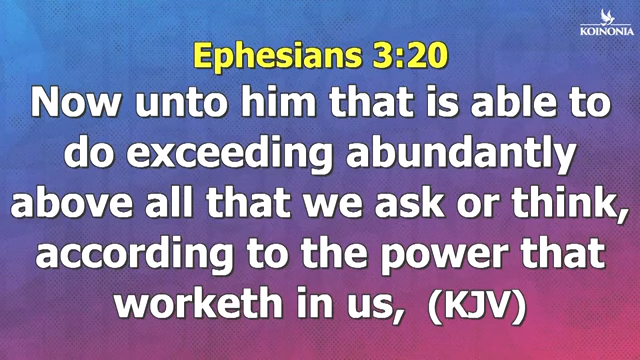 KOINONIA
Ephesians 3:20
Now unto him that is able to
do exceeding abundantly
above all that we ask or think,
according to the power that
worketh in us, (KJV)